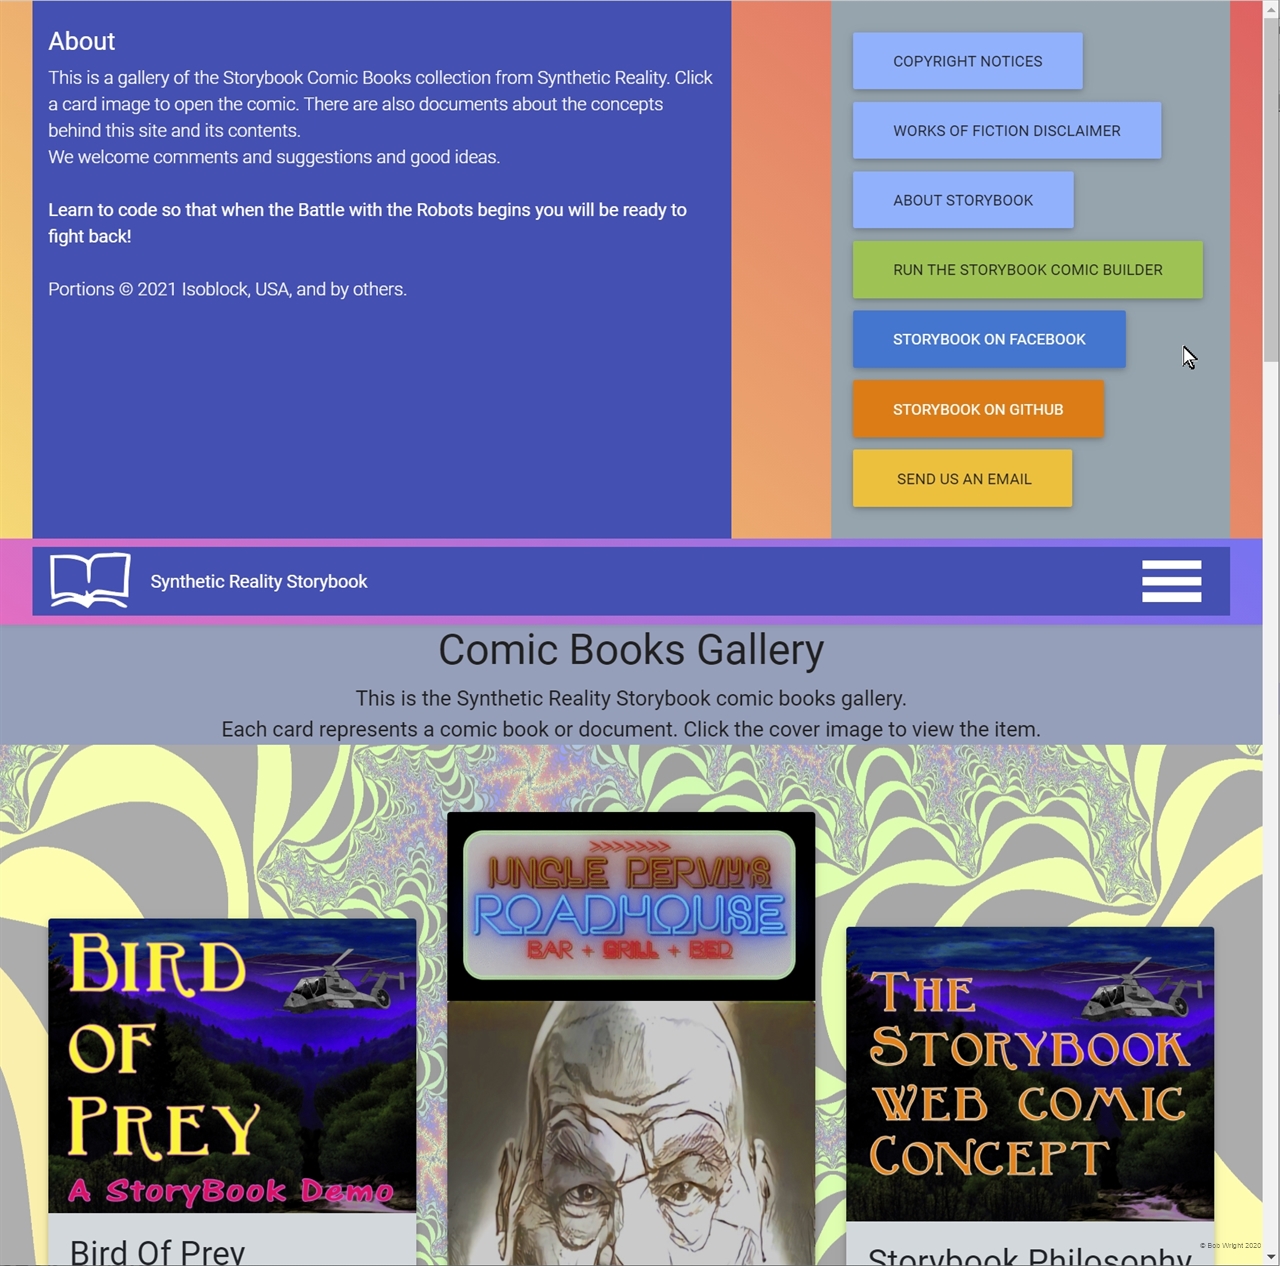 About
This is a gallery of the Storybook Comic Books collection from Synthetic Reality. Click
a card image to open the comic. There are also documents about the concepts
behind this site and its contents.
We welcome comments and suggestions and good ideas.
Learn to code so that when the Battle with the Robots begins you will be ready to
fight back!
Portions © 2021 Isoblock, USA, and by others.
COPYRIGHT NOTICES
WORKS OF FICTION DISCLAIMER
ABOUT STORYBOOK
RUN THE STORYBOOK COMIC BUILDER
STORYBOOK ON FACEBOOK
STORYBOOK ON GITHUB
SEND US AN EMAIL
Synthetic Reality Storybook
Comic Books Gallery
This is the Synthetic Reality Storybook comic books gallery.
Each card represents a comic book or document. Click the cover image to view the item.
BIRD
OF
PREY
A StoryBook Demo
Bird Of Prey
>>>>>>>>
UNCLE PERVY'S
ROADHOUSE
BAR + GRILL + BED
THE
STORYBOOK
WEB COMIC
CONCEPT
Storybook Philosophy
© Bob Wright 2020